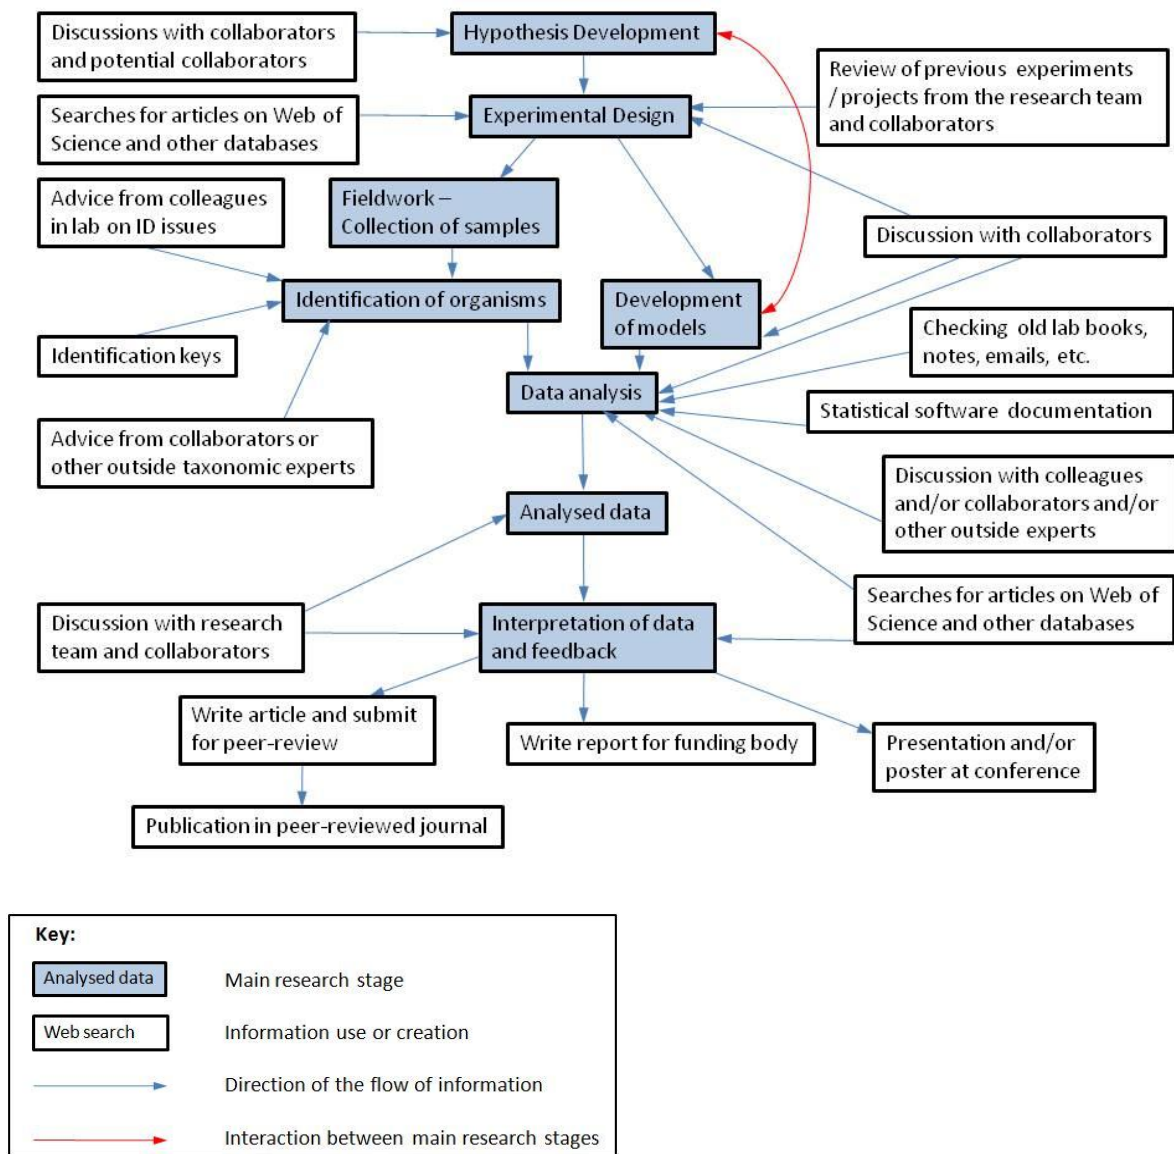 Discussions with collaborators
and potential collaborators
Hypothesis Development
Review of previous experiments
/ projects from the research team
and collaborators
Searches for articles on Web of
Science and other databases
Experimental Design
Advice from colleagues
in lab on ID issues
Fieldwork –
Collection of samples
Discussion with collaborators
Identification of organisms
Development
of models
Identification keys
Checking old lab books,
notes, emails, etc.
Data analysis
Statistical software documentation
Advice from collaborators or
other outside taxonomic experts
Discussion with colleagues
and/or collaborators and/or
other outside experts
Analysed data
Searches for articles on Web of
Science and other databases
Discussion with research
team and collaborators
Interpretation of data
and feedback
Write article and submit
for peer-review
Write report for funding body
Presentation and/or
poster at conference
Publication in peer-reviewed journal
Key:
Analysed data
Main research stage
Web search
Information use or creation
Direction of the flow of information
Interaction between main research stages